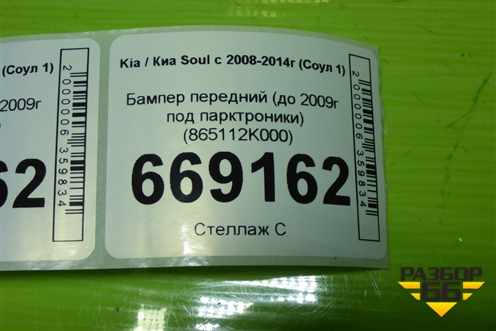 (Соул 1)
2009г
62
2000006359834
Kia / Киа Soul с 2008-2014г (Соул 1)
Бампер передний (до 2009г
под парктроники)
(865112K000)
669162
Стеллаж С
2000006359834
РАЗБОР
66